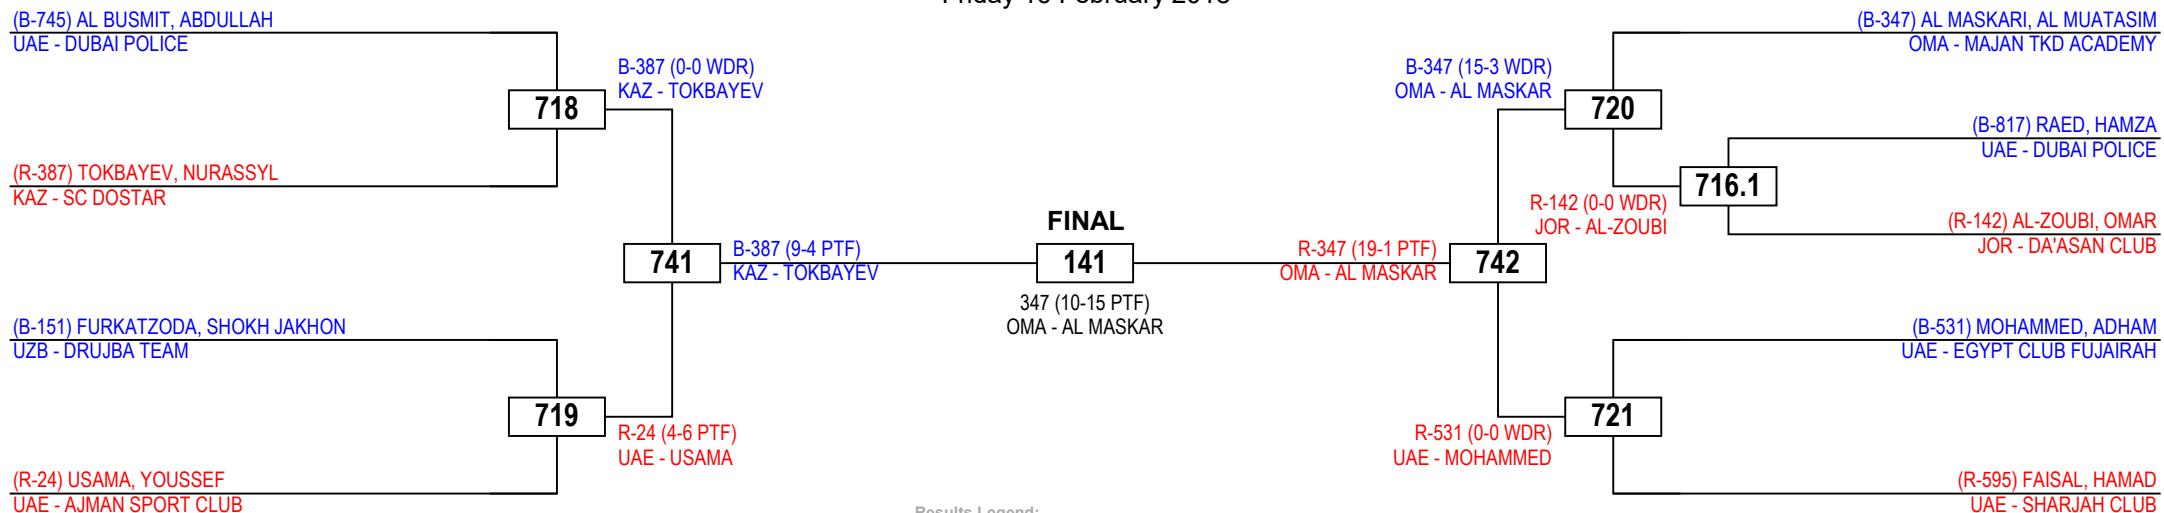 (B-745) AL BUSMIT, ABDULLAH
UAE - DUBAI POLICE
718
(R-387) TOKBAYEV, NURASSYL
KAZ - SC DOSTAR
B-387 (0-0 WDR)
KAZ - TOKBAYEV
741
B-387 (9-4 PTF)
KAZ - TOKBAYEV
(B-151) FURKATZODA, SHOKH JAKHON
UZB - DRUJBA TEAM
719
(R-24) USAMA, YOUSSEF
UAE - AJMAN SPORT CLUB
R-24 (4-6 PTF)
UAE - USAMA
FINAL
141
347 (10-15 PTF)
OMA - AL MASKAR
(B-347) AL MASKARI, AL MUATASIM
OMA - MAJAN TKD ACADEMY
B-347 (15-3 WDR)
OMA - AL MASKAR
720
(B-817) RAED, HAMZA
UAE - DUBAI POLICE
716.1
R-142 (0-0 WDR)
JOR - AL-ZOUBI
(R-142) AL-ZOUBI, OMAR
JOR - DA'ASAN CLUB
R-347 (19-1 PTF)
OMA - AL MASKAR
742
(B-531) MOHAMMED, ADHAM
UAE - EGYPT CLUB FUJAIRAH
721
R-531 (0-0 WDR)
UAE - MOHAMMED
(R-595) FAISAL, HAMAD
UAE - SHARJAH CLUB
Results Legend: